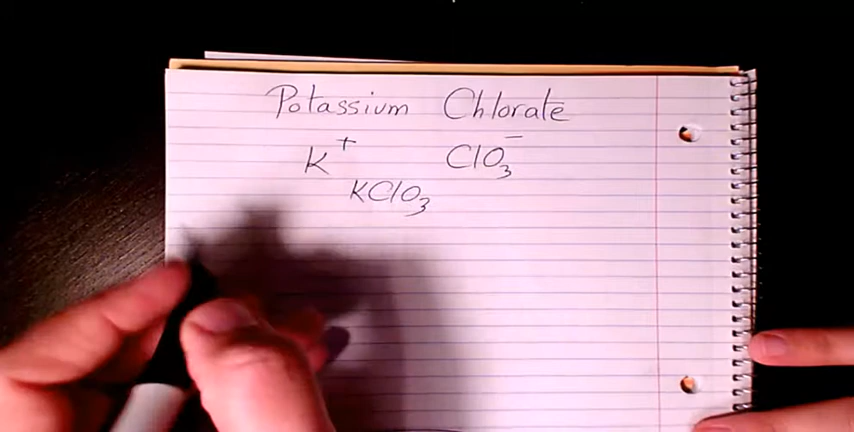 Potassium Chlorate
K⁺ ClO₃⁻
KClO₃